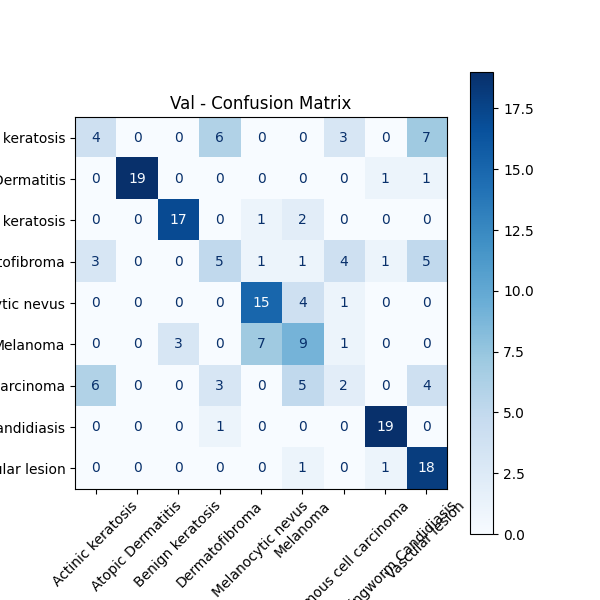 Val - Confusion Matrix
keratosis 4 0 0 6 0 0 3 0 7
Dermatitis 0 19 0 0 0 0 0 1 1
keratosis 0 0 17 0 1 2 0 0 0
tofibroma 3 0 0 5 1 1 4 1 5
tic nevus 0 0 0 0 15 4 1 0 0
Melanoma 0 0 3 0 7 9 1 0 0
arcinoma 6 0 0 3 0 5 2 0 4
andidiasis 0 0 0 1 0 0 0 19 0
lar lesion 0 0 0 0 0 1 0 1 18
Actinic keratosis
Atopic Dermatitis
Benign keratosis
Dermatofibroma
Melanocytic nevus
Melanoma
mous cell carcinoma
ngworm Candidiasis
Vascular lesion
17.5
15.0
12.5
10.0
7.5
5.0
2.5
0.0